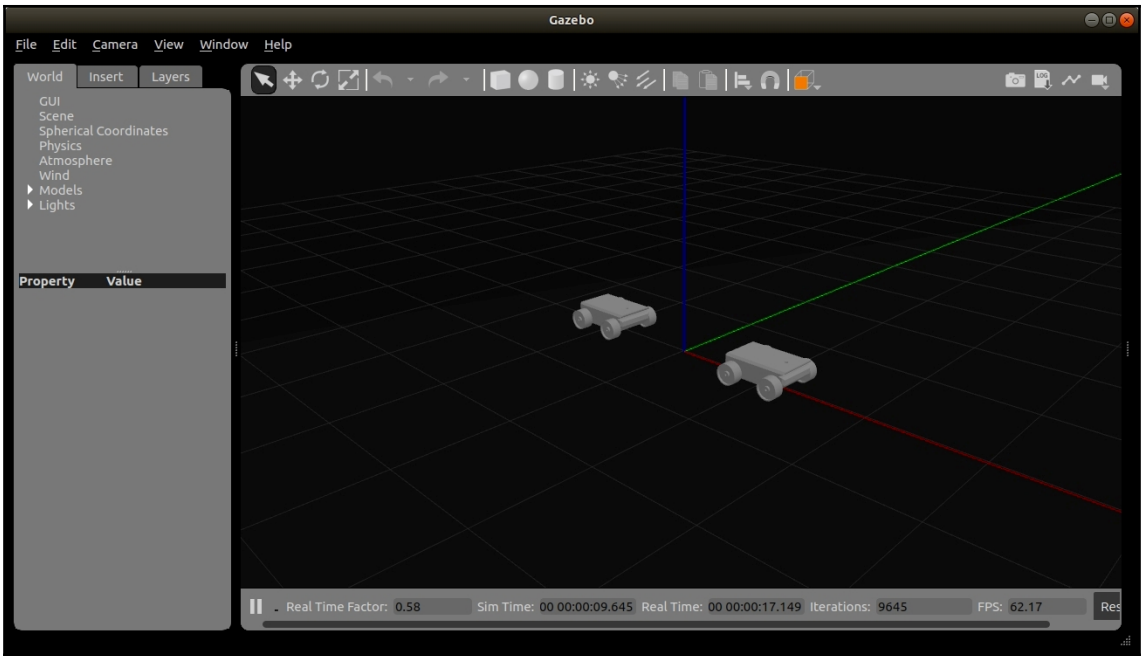 Gazebo
File Edit Camera View Window Help
World Insert Layers
LOG
GUI
Scene
Spherical Coordinates
Physics
Atmosphere
Wind
Models
Lights
Property Value
Real Time Factor: 0.58 Sim Time: 00 00:00:09.645 Real Time: 00 00:00:17.149 Iterations: 9645 FPS: 62.17 Res